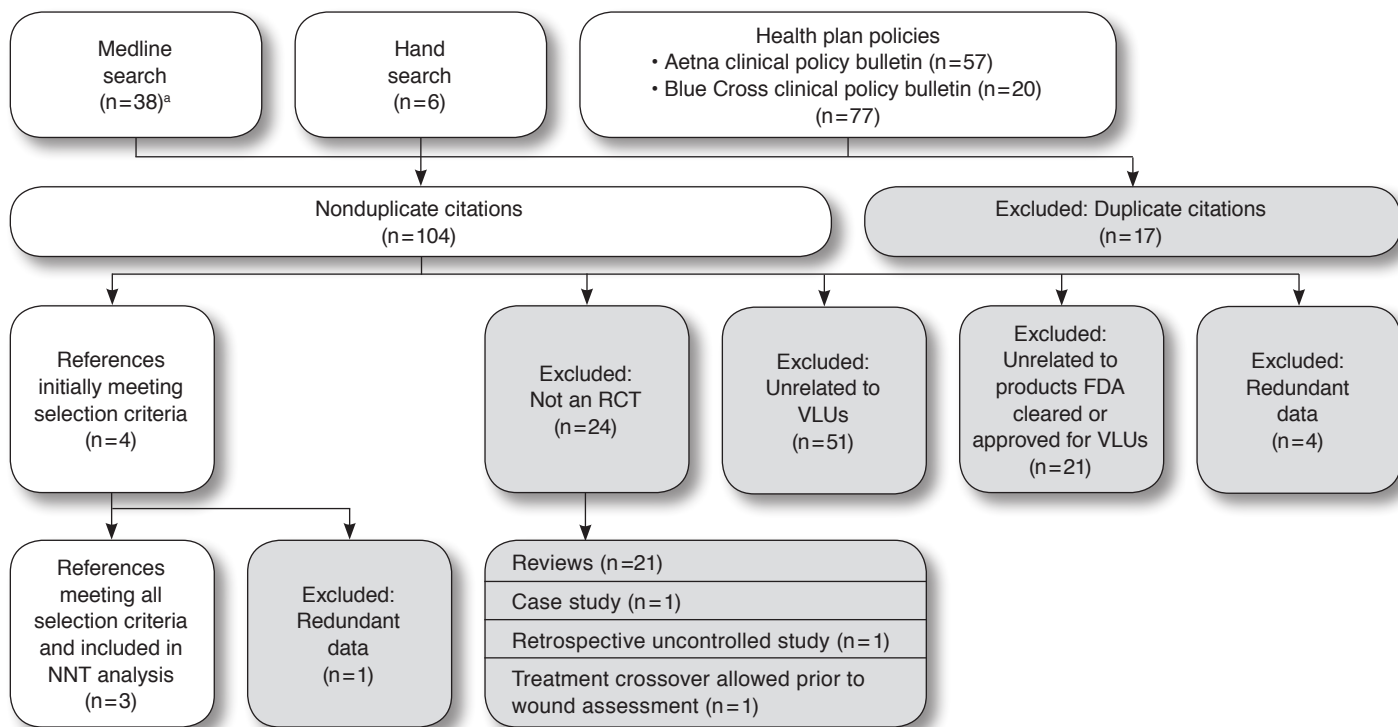 Medline
search
(n=38)ᵃ
Hand
search
(n=6)
Health plan policies
• Aetna clinical policy bulletin (n=57)
• Blue Cross clinical policy bulletin (n=20)
(n=77)
Nonduplicate citations
(n=104)
Excluded: Duplicate citations
(n=17)
References
initially meeting
selection criteria
(n=4)
Excluded:
Not an RCT
(n=24)
Excluded:
Unrelated to
VLUs
(n=51)
Excluded:
Unrelated to
products FDA
cleared or
approved for VLUs
(n=21)
Excluded:
Redundant
data
(n=4)
References
meeting all
selection criteria
and included in
NNT analysis
(n=3)
Excluded:
Redundant
data
(n=1)
Reviews (n=21)
Case study (n=1)
Retrospective uncontrolled study (n=1)
Treatment crossover allowed prior to
wound assessment (n=1)